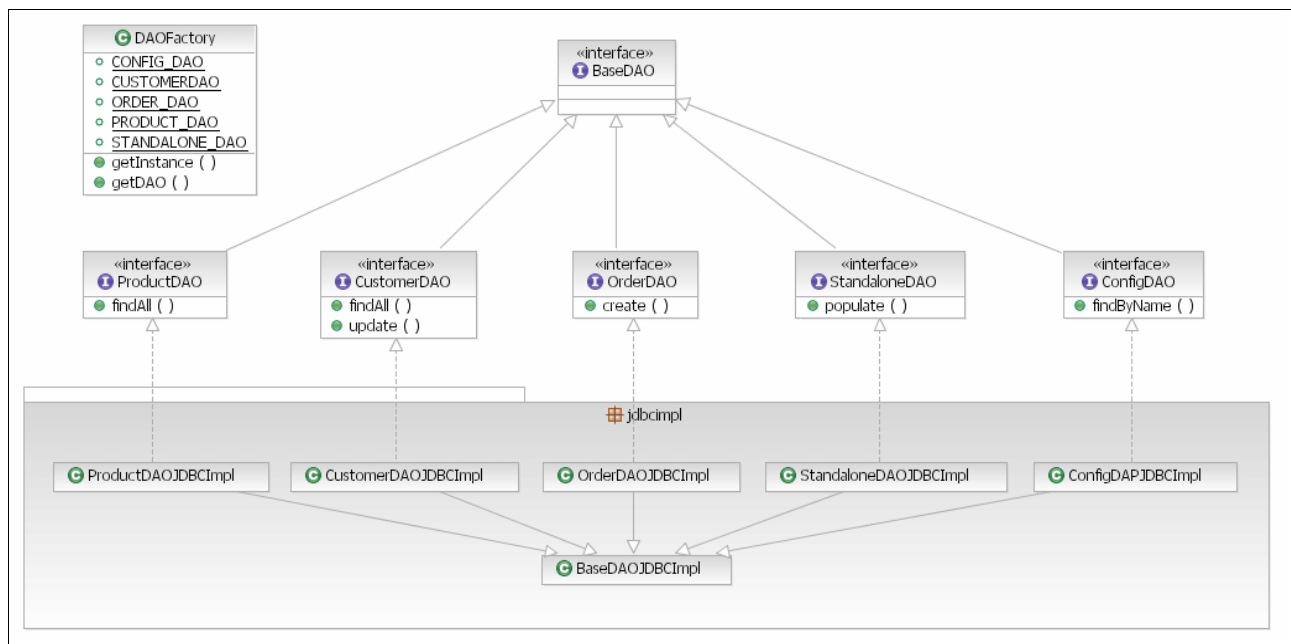 DAOFactory
CONFIG_DAO
CUSTOMERDAO
ORDER_DAO
PRODUCT_DAO
STANDALONE_DAO
getInstance ( )
getDAO ( )
«interface»
BaseDAO
«interface»
ProductDAO
findAll ( )
«interface»
CustomerDAO
findAll ( )
update ( )
«interface»
OrderDAO
create ( )
«interface»
StandaloneDAO
populate ( )
«interface»
ConfigDAO
findByName ( )
jdbcimpl
ProductDAOJDBCImpl
CustomerDAOJDBCImpl
OrderDAOJDBCImpl
StandaloneDAOJDBCImpl
ConfigDAPJDBCImpl
BaseDAOJDBCImpl